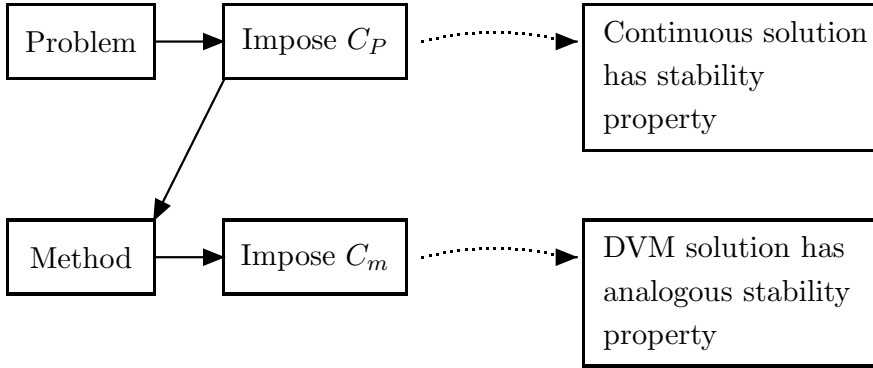 Problem
Impose C_P
Continuous solution
has stability
property
Method
Impose C_m
DVM solution has
analogous stability
property